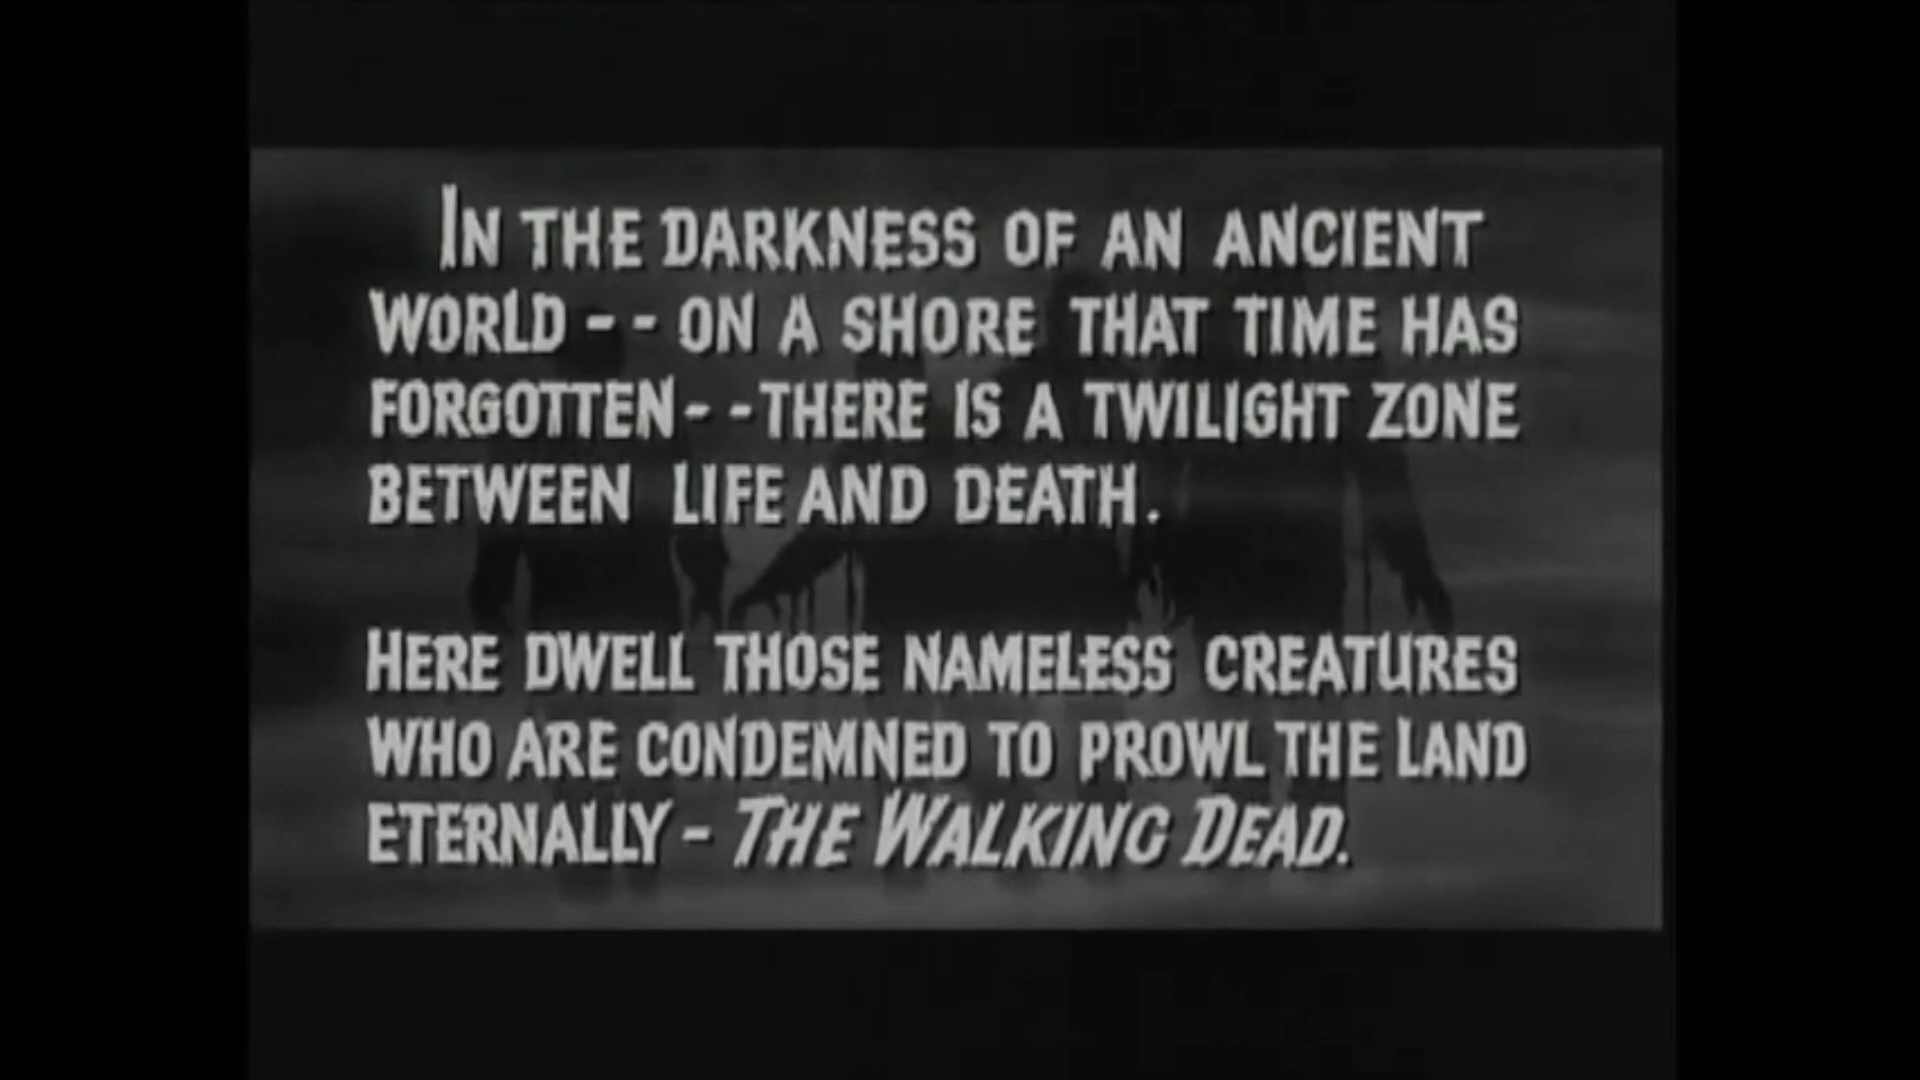 IN THE DARKNESS OF AN ANCIENT
WORLD -- ON A SHORE THAT TIME HAS
FORGOTTEN--THERE IS A TWILIGHT ZONE
BETWEEN LIFE AND DEATH.
HERE DWELL THOSE NAMELESS CREATURES
WHO ARE CONDEMNED TO PROWL THE LAND
ETERNALLY - THE WALKING DEAD.